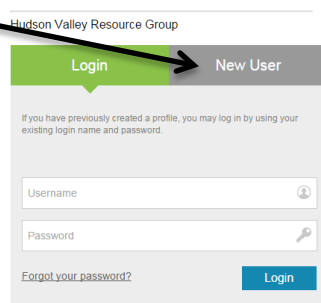 Hudson Valley Resource Group
Login New User
If you have previously created a profile, you may log in by using your
existing login name and password.
Username
Password
Forgot your password? Login